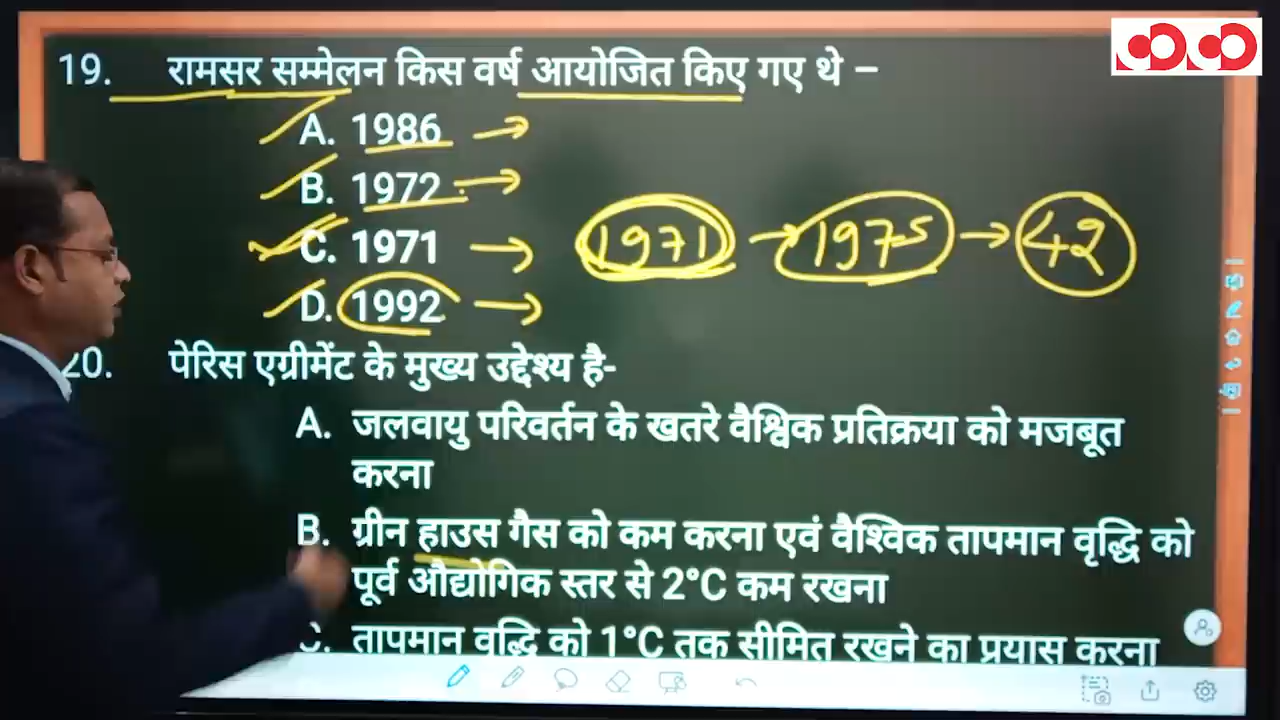 19. रामसर सम्मेलन किस वर्ष आयोजित किए गए थे –
A. 1986
B. 1972
C. 1971
D. 1992
1971 → 1975 → 42
20. पेरिस एग्रीमेंट के मुख्य उद्देश्य है-
A. जलवायु परिवर्तन के खतरे वैश्विक प्रतिक्रया को मजबूत
करना
B. ग्रीन हाउस गैस को कम करना एवं वैश्विक तापमान वृद्धि को
पूर्व औद्योगिक स्तर से 2°C कम रखना
C. तापमान वृद्धि को 1°C तक सीमित रखने का प्रयास करना